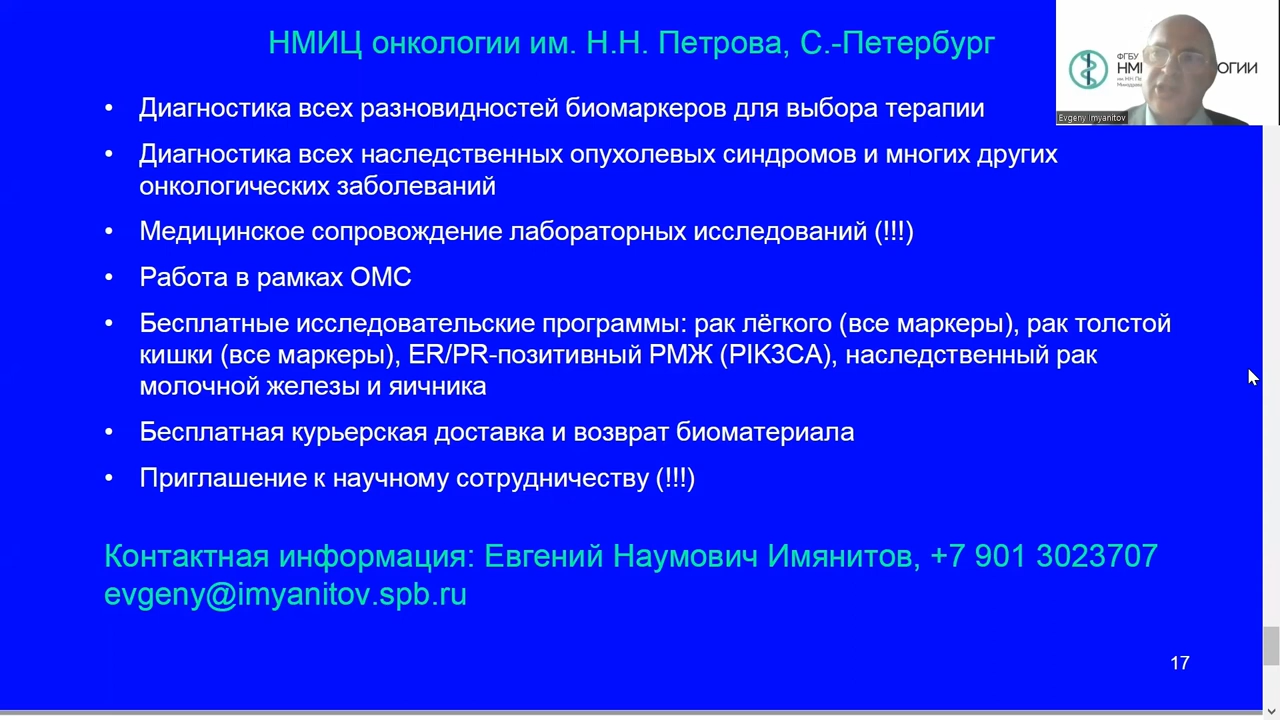 НМИЦ онкологии им. Н.Н. Петрова, С.-Петербург
ФГБУ
Evgeny Imyanitov
• Диагностика всех разновидностей биомаркеров для выбора терапии
• Диагностика всех наследственных опухолевых синдромов и многих других
онкологических заболеваний
• Медицинское сопровождение лабораторных исследований (!!!)
• Работа в рамках ОМС
• Бесплатные исследовательские программы: рак лёгкого (все маркеры), рак толстой
кишки (все маркеры), ER/PR-позитивный РМЖ (PIK3CA), наследственный рак
молочной железы и яичника
• Бесплатная курьерская доставка и возврат биоматериала
• Приглашение к научному сотрудничеству (!!!)
Контактная информация: Евгений Наумович Имянитов, +7 901 3023707
evgeny@imyanitov.spb.ru
17